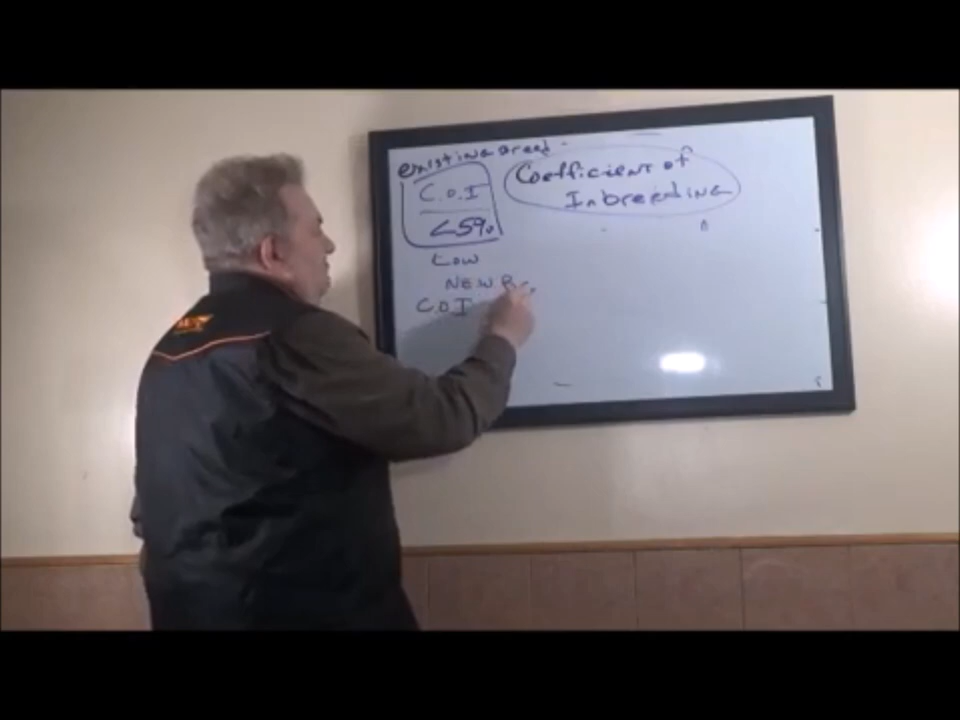 existing Breed -
C.O.I
<5%
Low
NEW
C.O.I
Coefficient of
Inbreeding